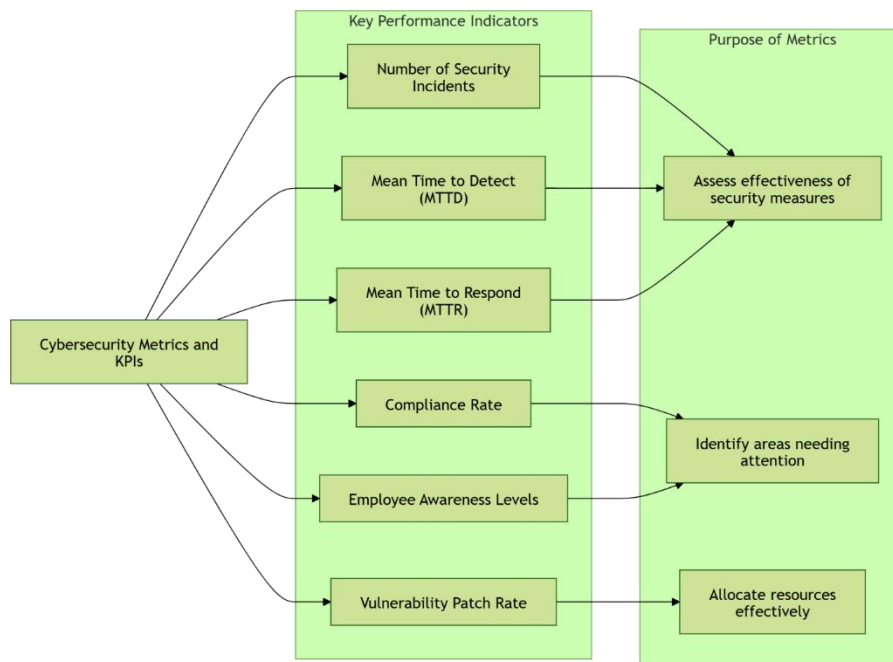 Key Performance Indicators
Purpose of Metrics
Number of Security
Incidents
Mean Time to Detect
(MTTD)
Assess effectiveness of
security measures
Mean Time to Respond
(MTTR)
Cybersecurity Metrics and
KPIs
Compliance Rate
Identify areas needing
attention
Employee Awareness Levels
Vulnerability Patch Rate
Allocate resources
effectively